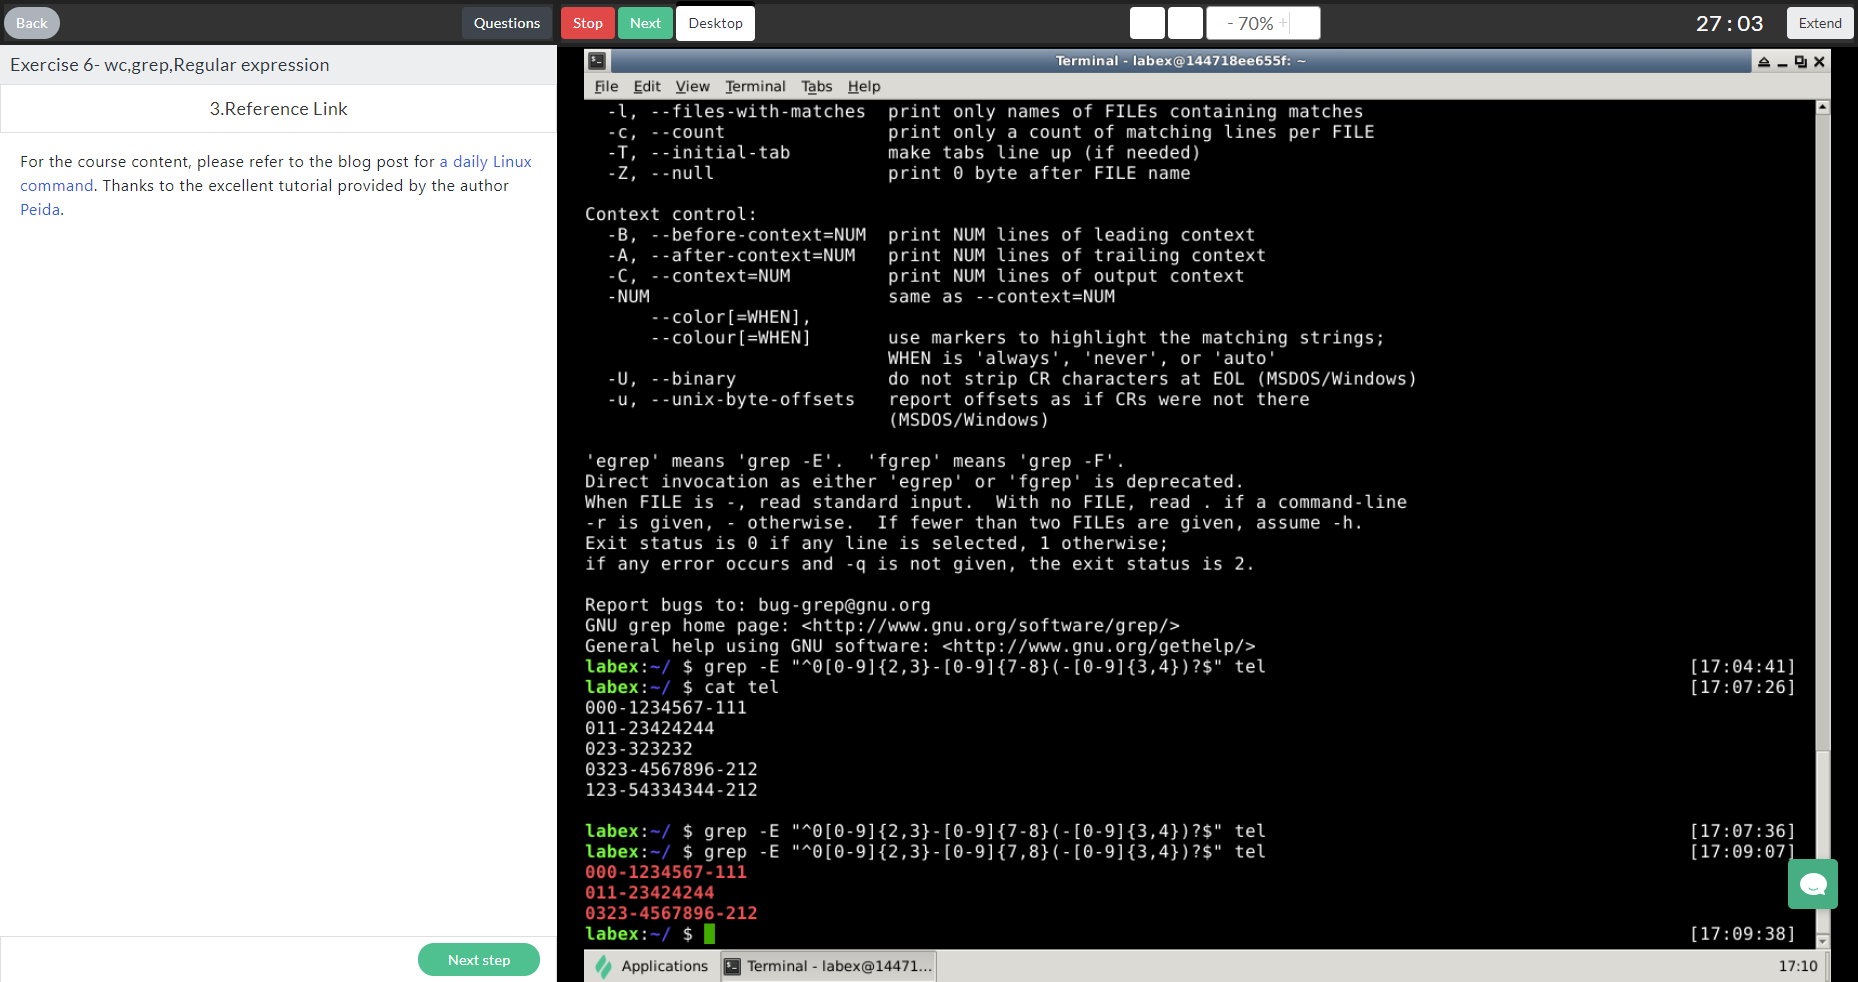 Back
Questions
Stop
Next
Desktop
- 70% +
27 : 03
Extend
Exercise 6- wc,grep,Regular expression
3.Reference Link
For the course content, please refer to the blog post for a daily Linux
command. Thanks to the excellent tutorial provided by the author
Peida.
Next step
Terminal - labex@144718ee655f: ~
File Edit View Terminal Tabs Help
-l, --files-with-matches  print only names of FILEs containing matches
-c, --count               print only a count of matching lines per FILE
-T, --initial-tab         make tabs line up (if needed)
-Z, --null                print 0 byte after FILE name
Context control:
-B, --before-context=NUM  print NUM lines of leading context
-A, --after-context=NUM   print NUM lines of trailing context
-C, --context=NUM         print NUM lines of output context
-NUM                      same as --context=NUM
--color[=WHEN],
--colour[=WHEN]       use markers to highlight the matching strings;
WHEN is 'always', 'never', or 'auto'
-U, --binary              do not strip CR characters at EOL (MSDOS/Windows)
-u, --unix-byte-offsets   report offsets as if CRs were not there
(MSDOS/Windows)
'egrep' means 'grep -E'.  'fgrep' means 'grep -F'.
Direct invocation as either 'egrep' or 'fgrep' is deprecated.
When FILE is -, read standard input.  With no FILE, read . if a command-line
-r is given, - otherwise.  If fewer than two FILEs are given, assume -h.
Exit status is 0 if any line is selected, 1 otherwise;
if any error occurs and -q is not given, the exit status is 2.
Report bugs to: bug-grep@gnu.org
GNU grep home page: <http://www.gnu.org/software/grep/>
General help using GNU software: <http://www.gnu.org/gethelp/>
labex:~/ $ grep -E "^0[0-9]{2,3}-[0-9]{7-8}(-[0-9]{3,4})?$" tel [17:04:41]
labex:~/ $ cat tel [17:07:26]
000-1234567-111
011-23424244
023-323232
0323-4567896-212
123-54334344-212
labex:~/ $ grep -E "^0[0-9]{2,3}-[0-9]{7-8}(-[0-9]{3,4})?$" tel [17:07:36]
labex:~/ $ grep -E "^0[0-9]{2,3}-[0-9]{7,8}(-[0-9]{3,4})?$" tel [17:09:07]
000-1234567-111
011-23424244
0323-4567896-212
labex:~/ $ [17:09:38]
Applications
Terminal - labex@14471...
17:10